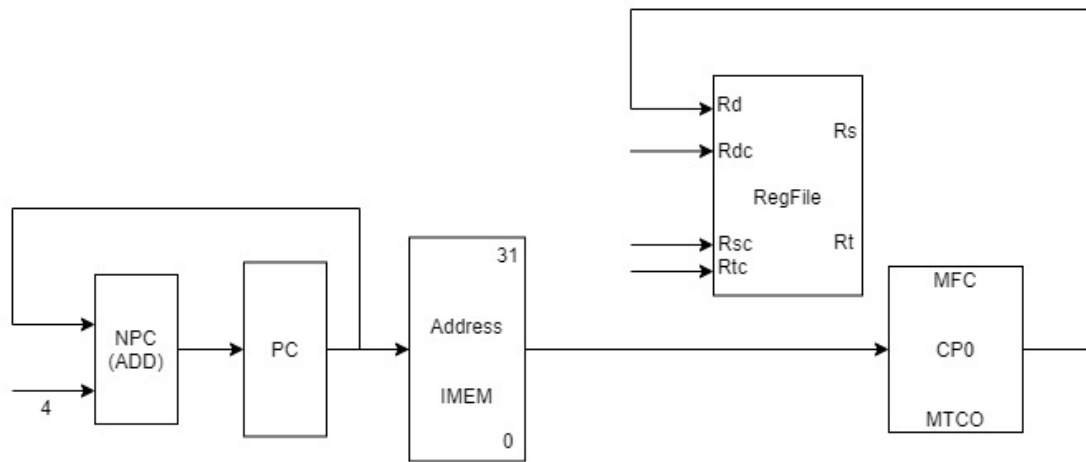 Rd
Rs
Rdc
RegFile
Rsc
Rt
Rtc
31
MFC
Address
NPC
(ADD)
PC
CP0
IMEM
4
0
MTCO